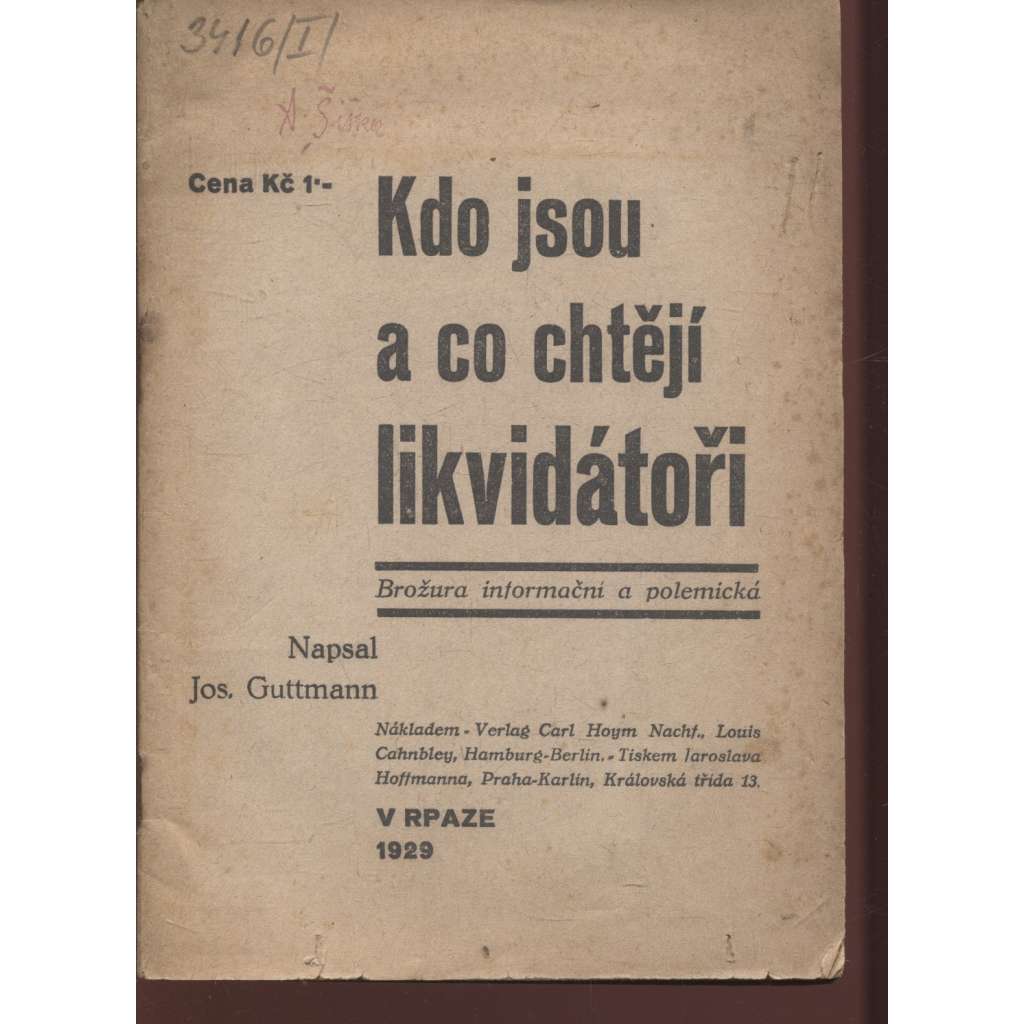 3416/I/
A. Šiška
Cena Kč 1·-
Kdo jsou
a co chtějí
likvidátoři
Brožura informační a polemická
Napsal
Jos. Guttmann
Nákladem - Verlag Carl Hoym Nachf., Louis
Cahnbley, Hamburg-Berlin. - Tiskem Jaroslava
Hoffmanna, Praha-Karlín, Královská třída 13.
V RPAZE
1929